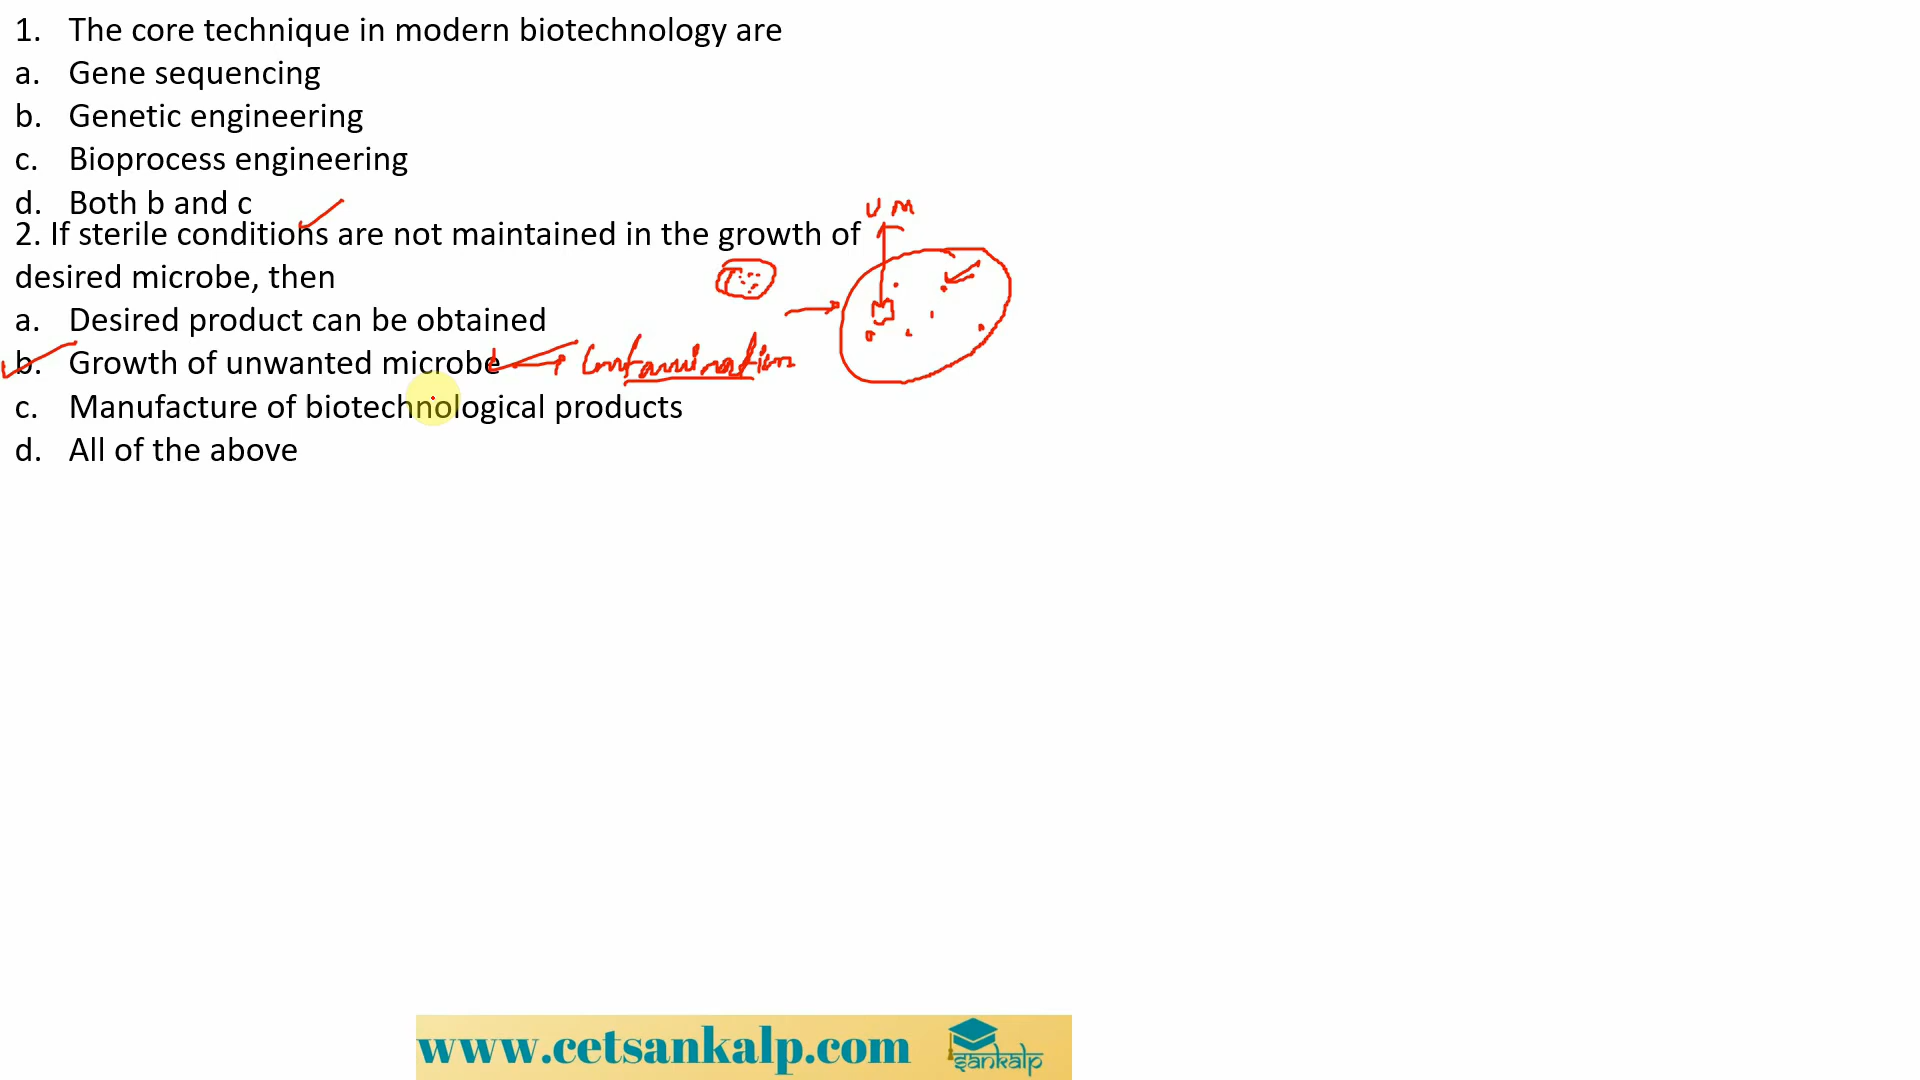 1. The core technique in modern biotechnology are
a. Gene sequencing
b. Genetic engineering
c. Bioprocess engineering
d. Both b and c
U M
2. If sterile conditions are not maintained in the growth of
desired microbe, then
a. Desired product can be obtained
b. Growth of unwanted microbe Contamination
c. Manufacture of biotechnological products
d. All of the above
www.cetsankalp.com
संankalp